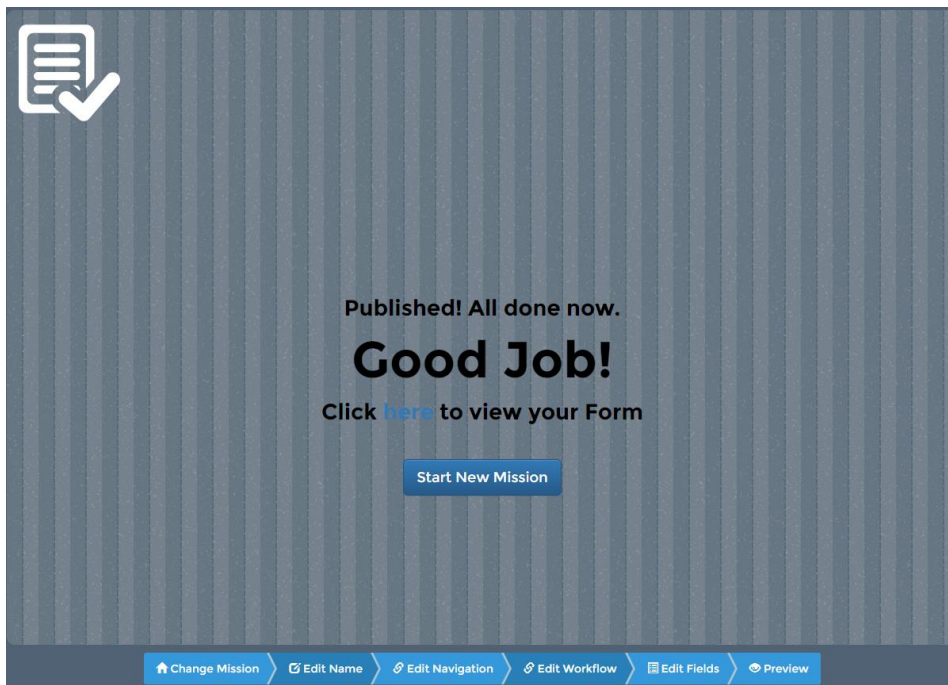 Published! All done now.
Good Job!
Click here to view your Form
Start New Mission
Change Mission
Edit Name
Edit Navigation
Edit Workflow
Edit Fields
Preview